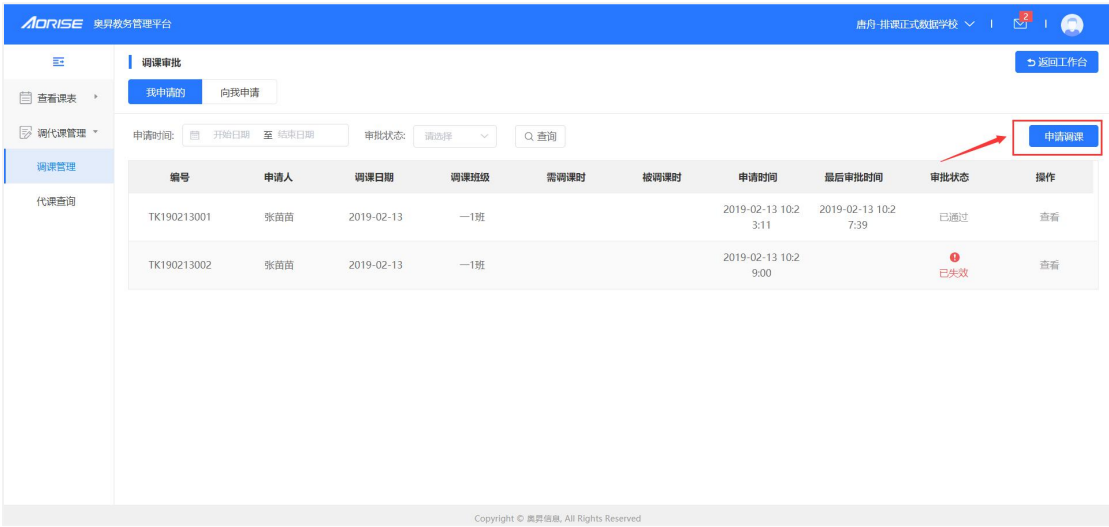 AORISE 奥昇教务管理平台 唐舟-排课正式数据学校 2
调课审批 返回工作台
查看课表 我申请的 向我申请
调代课管理 申请时间: 开始日期 至 结束日期 审批状态: 请选择 查询 申请调课
调课管理
编号 申请人 调课日期 调课班级 需调课时 被调课时 申请时间 最后审批时间 审批状态 操作
代课查询
TK190213001 张苗苗 2019-02-13 一1班 2019-02-13 10:2 2019-02-13 10:2 已通过 查看
3:11 7:39
TK190213002 张苗苗 2019-02-13 一1班 2019-02-13 10:2 查看
9:00 已失效
Copyright © 奥昇信息, All Rights Reserved